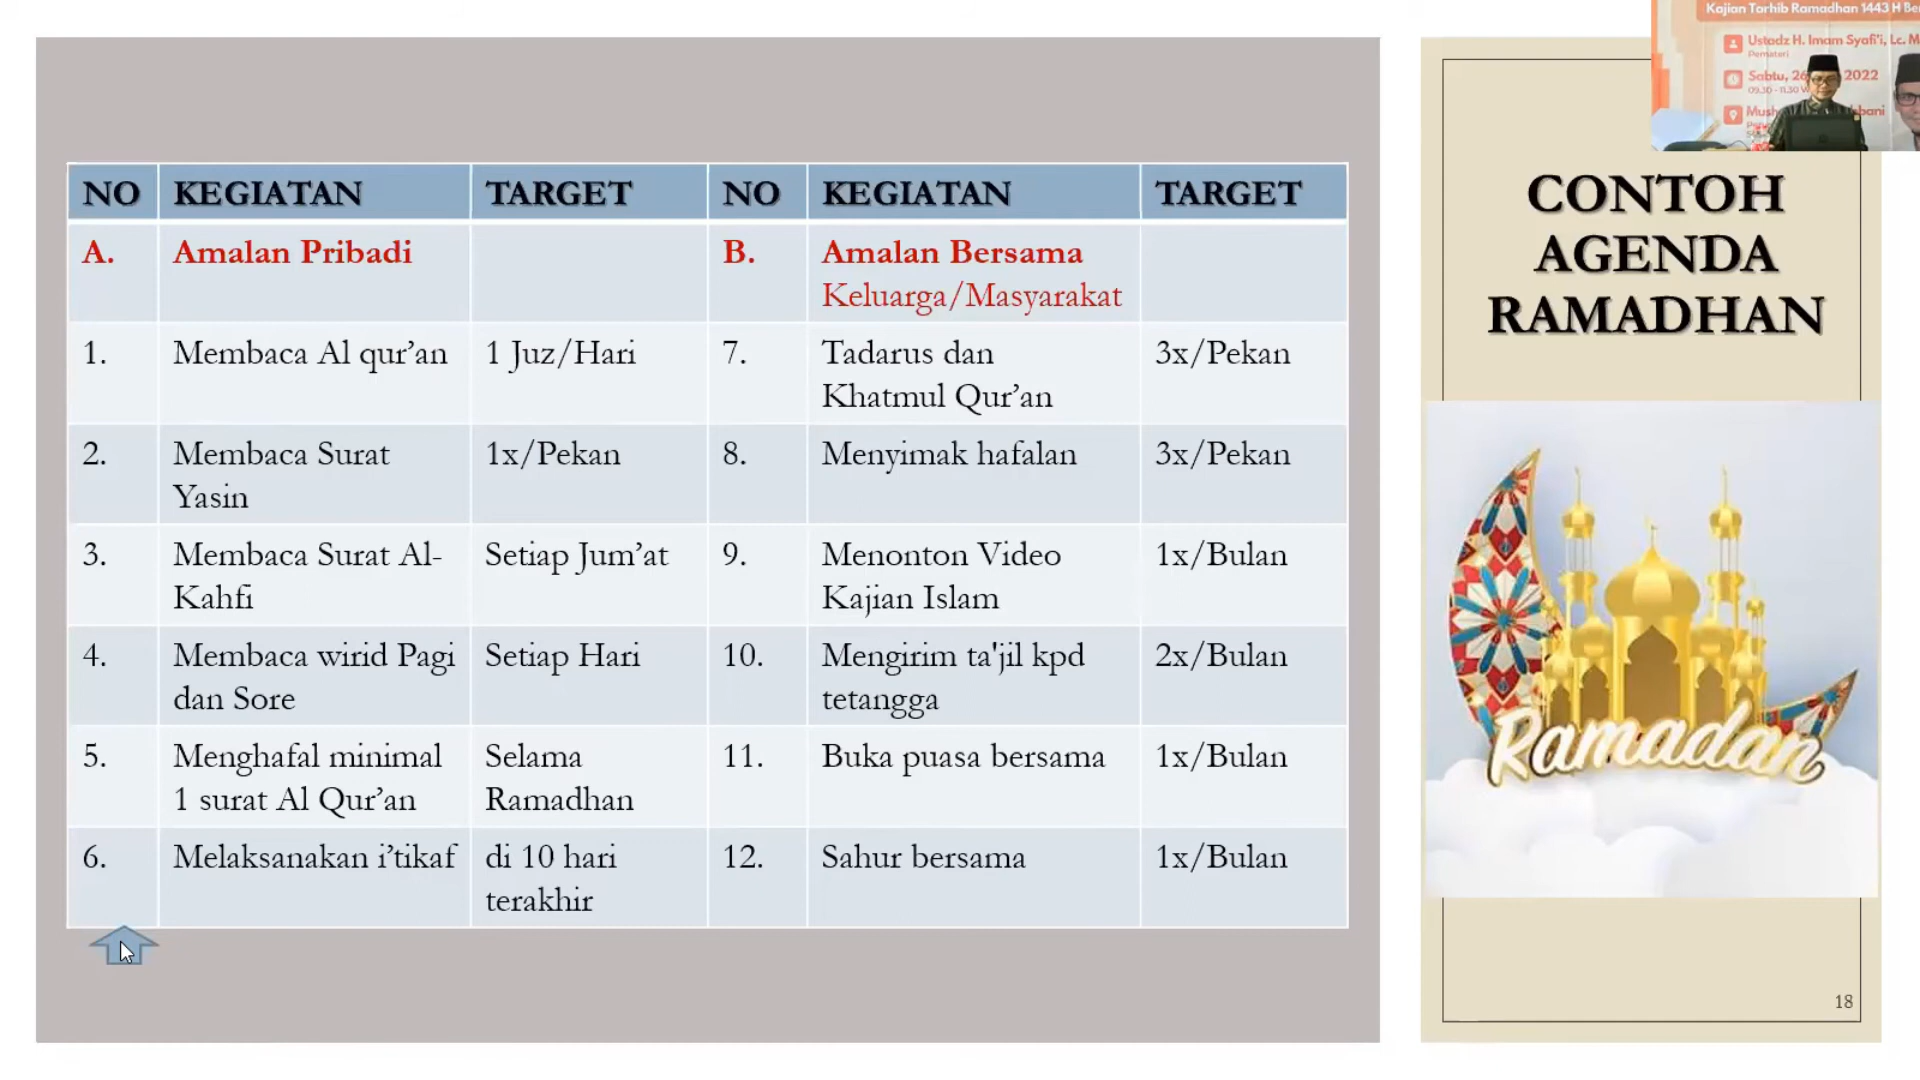 Kajian Tarhib Ramadhan 1443 H
Ustadz H. Imam Syafi'i, Lc.
Pemateri
Sabtu, 26
2022
CONTOH
AGENDA
RAMADHAN
NO KEGIATAN TARGET NO KEGIATAN TARGET
A. Amalan Pribadi B. Amalan Bersama
Keluarga/Masyarakat
1. Membaca Al qur’an 1 Juz/Hari 7. Tadarus dan 3x/Pekan
Khatmul Qur’an
2. Membaca Surat 1x/Pekan 8. Menyimak hafalan 3x/Pekan
Yasin
3. Membaca Surat Al- Setiap Jum’at 9. Menonton Video 1x/Bulan
Kahfi Kajian Islam
4. Membaca wirid Pagi Setiap Hari 10. Mengirim ta'jil kpd 2x/Bulan
dan Sore tetangga
5. Menghafal minimal Selama 11. Buka puasa bersama 1x/Bulan
1 surat Al Qur’an Ramadhan
6. Melaksanakan i’tikaf di 10 hari 12. Sahur bersama 1x/Bulan
terakhir
Ramadan
18